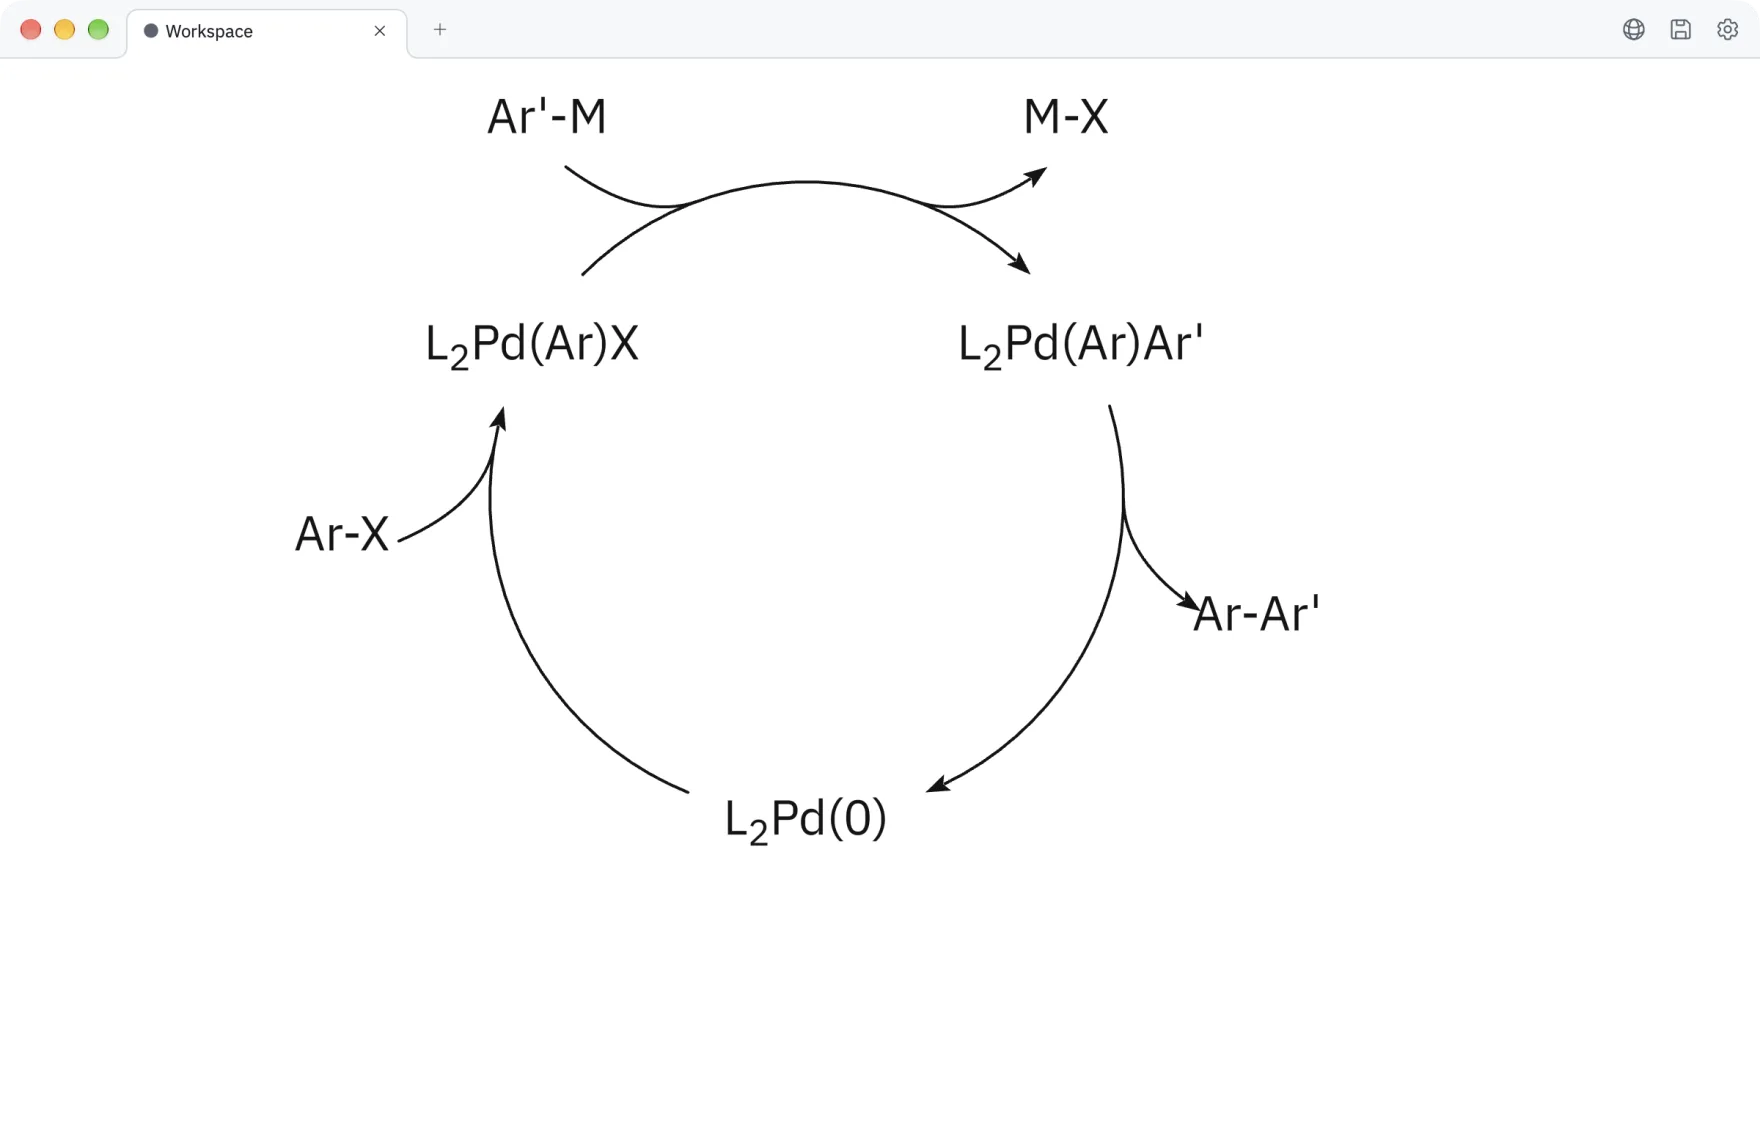 Workspace
Ar'-M
M-X
L₂Pd(Ar)X
L₂Pd(Ar)Ar'
Ar-X
Ar-Ar'
L₂Pd(0)